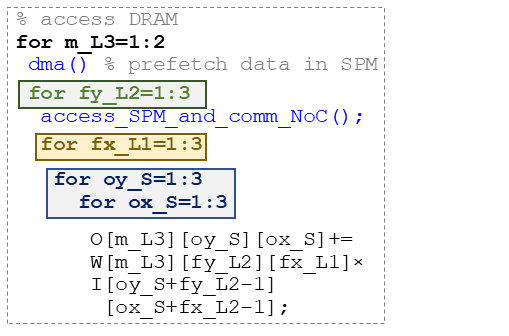 % access DRAM
for m_L3=1:2
dma() % prefetch data in SPM
for fy_L2=1:3
access_SPM_and_comm_NoC();
for fx_L1=1:3
for oy_S=1:3
for ox_S=1:3
O[m_L3][oy_S][ox_S]+=
W[m_L3][fy_L2][fx_L1]×
I[oy_S+fy_L2-1]
[ox_S+fx_L2-1];